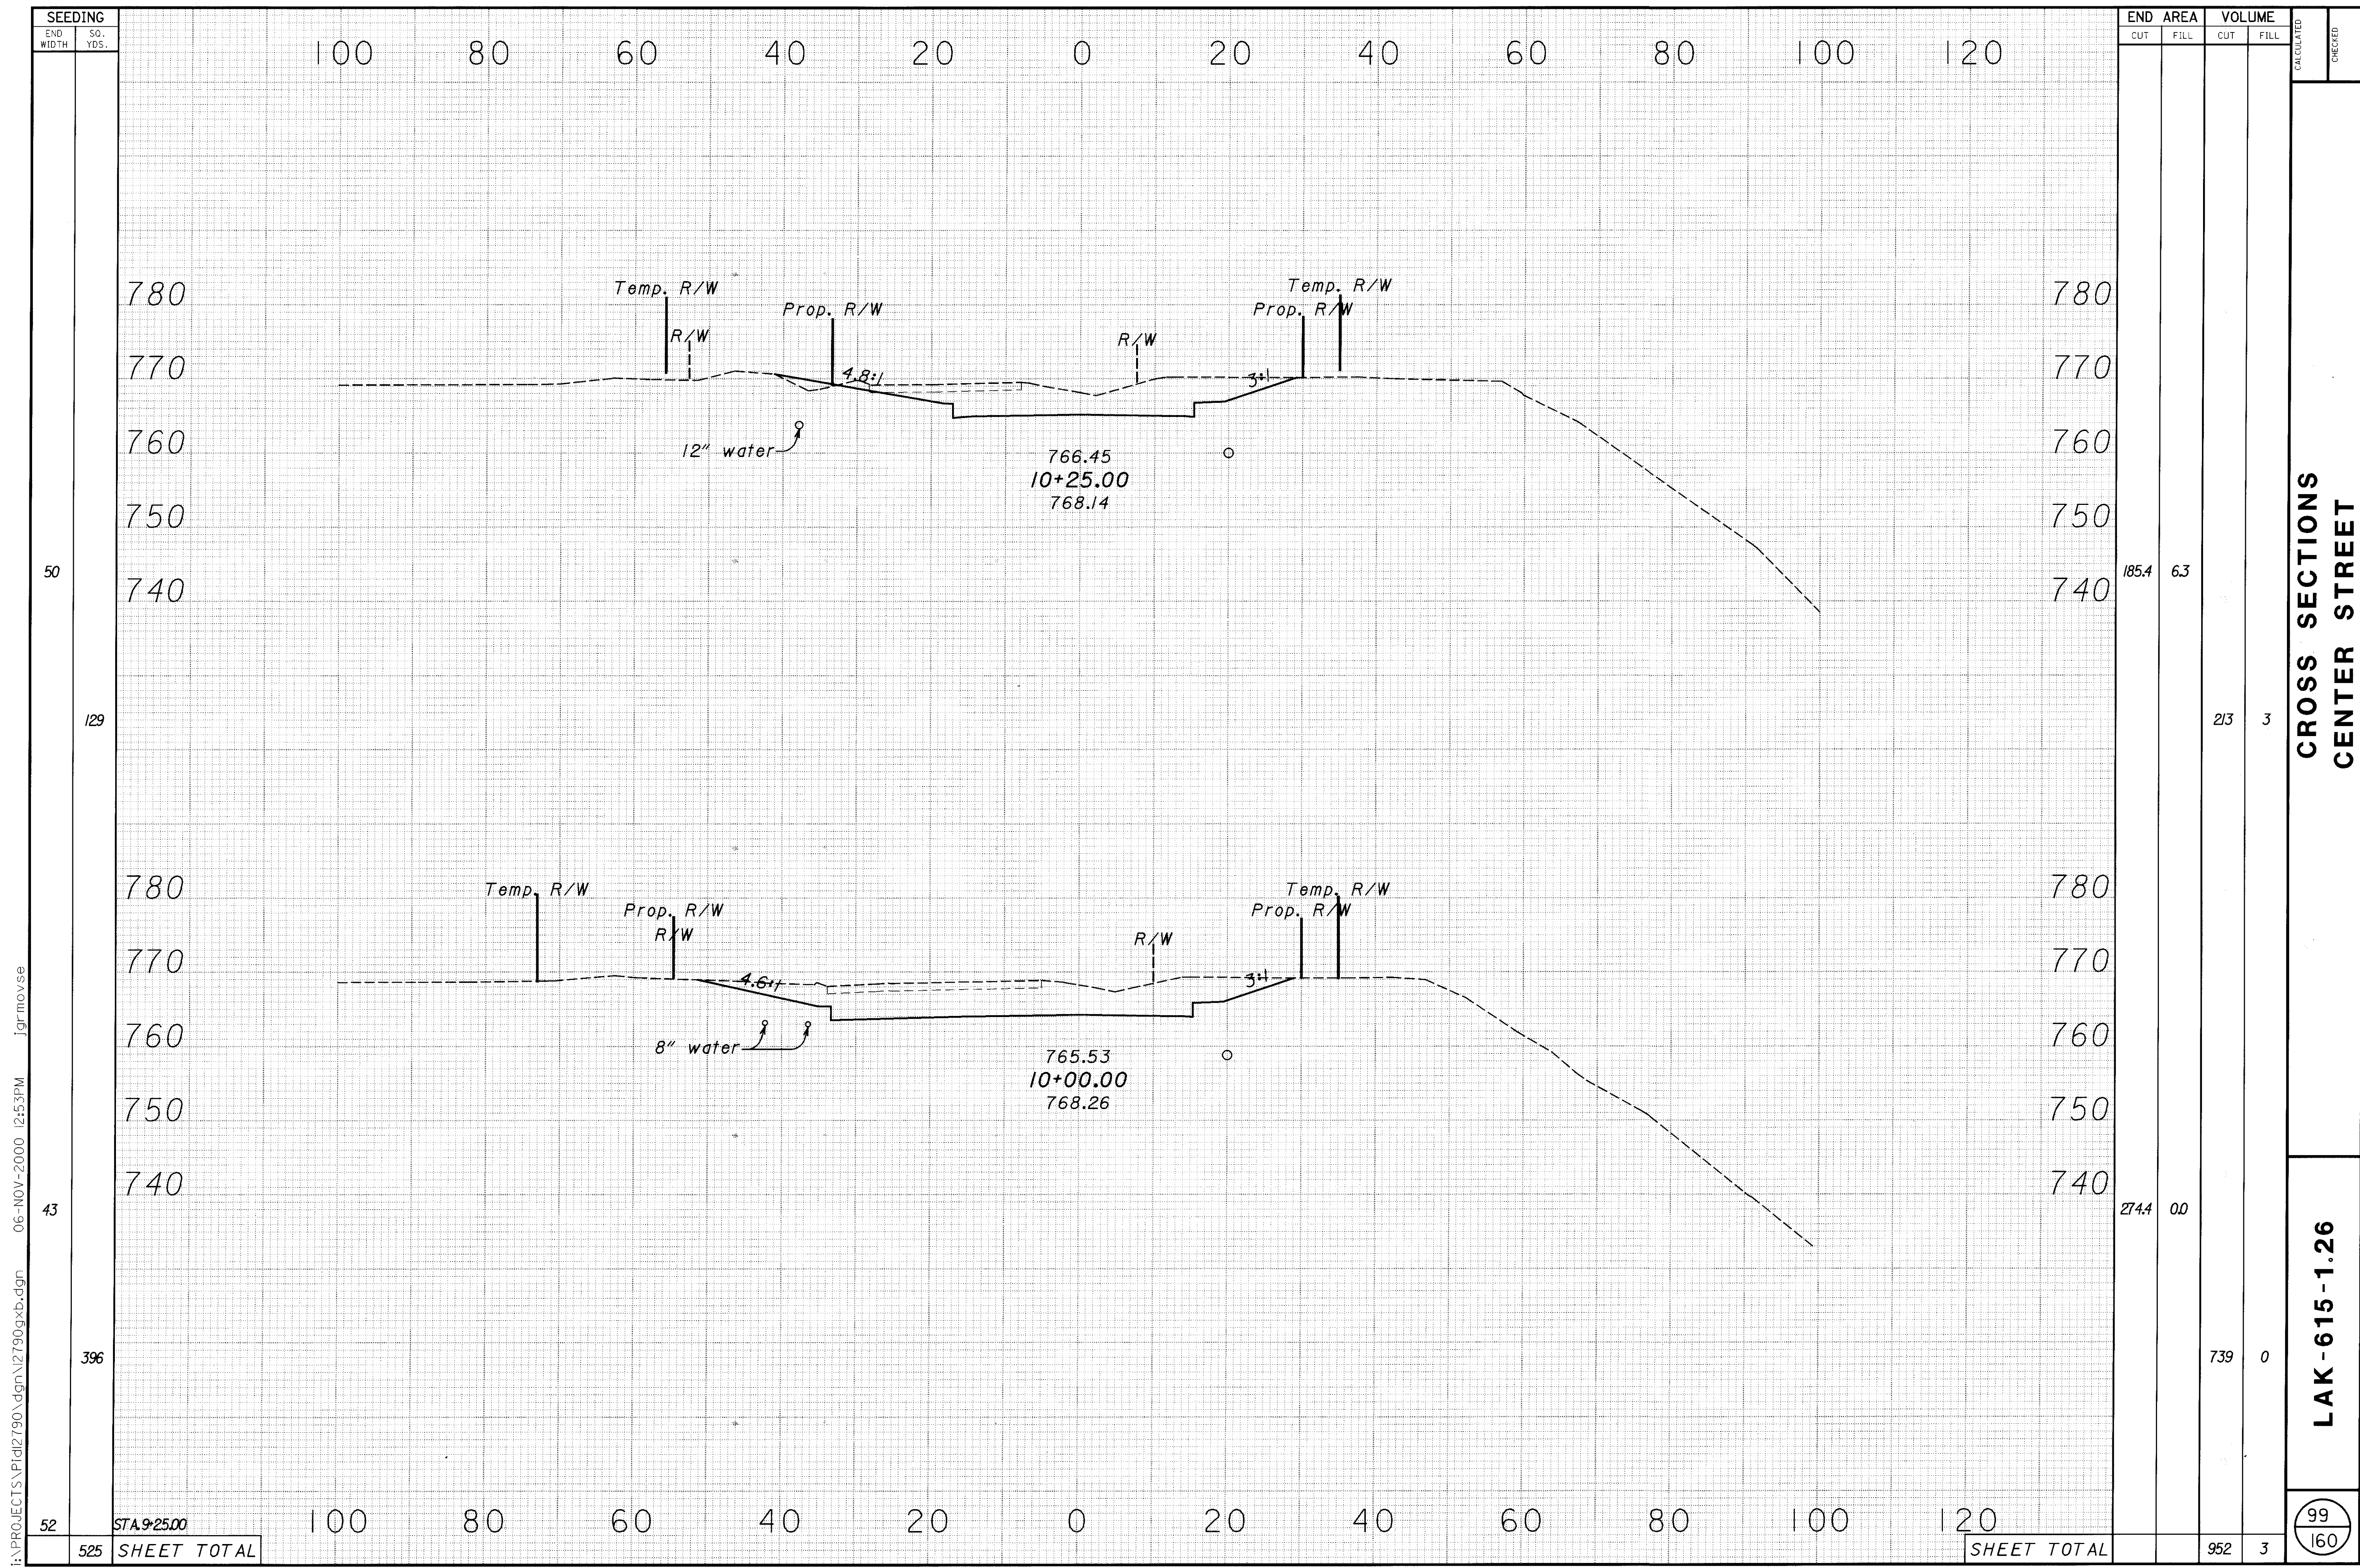 SEEDING
END WIDTH
SQ. YDS.
END AREA
VOLUME
CUT FILL CUT FILL
CALCULATED
CHECKED
100 80 60 40 20 0 20 40 60 80 100 120
780 780
770 770
760 760
750 750
740 740
Temp. R/W
R/W
Prop. R/W
4.8:1
R/W
Temp. R/W
Prop. R/W
3:1
12" water
766.45
10+25.00
768.14
50
185.4 6.3
129
213 3
780 780
770 770
760 760
750 750
740 740
Temp. R/W
Prop. R/W
R/W
4.6:1
R/W
Temp. R/W
Prop. R/W
3:1
8" water
765.53
10+00.00
768.26
43
274.4 0.0
396
739 0
52
STA.9+25.00
100 80 60 40 20 0 20 40 60 80 100 120
525 SHEET TOTAL
SHEET TOTAL 952 3
CROSS SECTIONS
CENTER STREET
LAK-615-1.26
99
160
i:\PROJECTS\Pid12790\dgn\12790gxb.dgn 06-NOV-2000 12:53PM jgrmovse